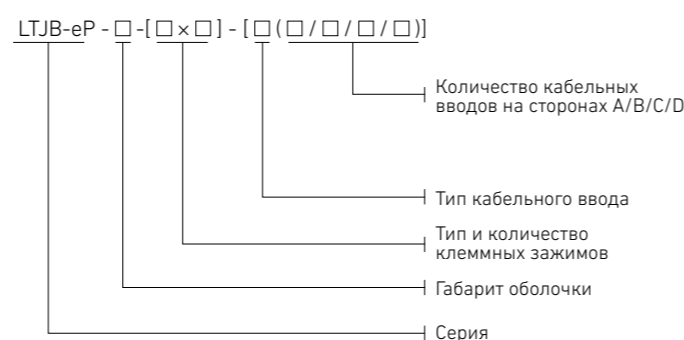 LTJB-eP - □ -[ □ × □ ] - [ □ ( □ / □ / □ / □ )]
Количество кабельных
вводов на сторонах A/B/C/D
Тип кабельного ввода
Тип и количество
клеммных зажимов
Габарит оболочки
Серия